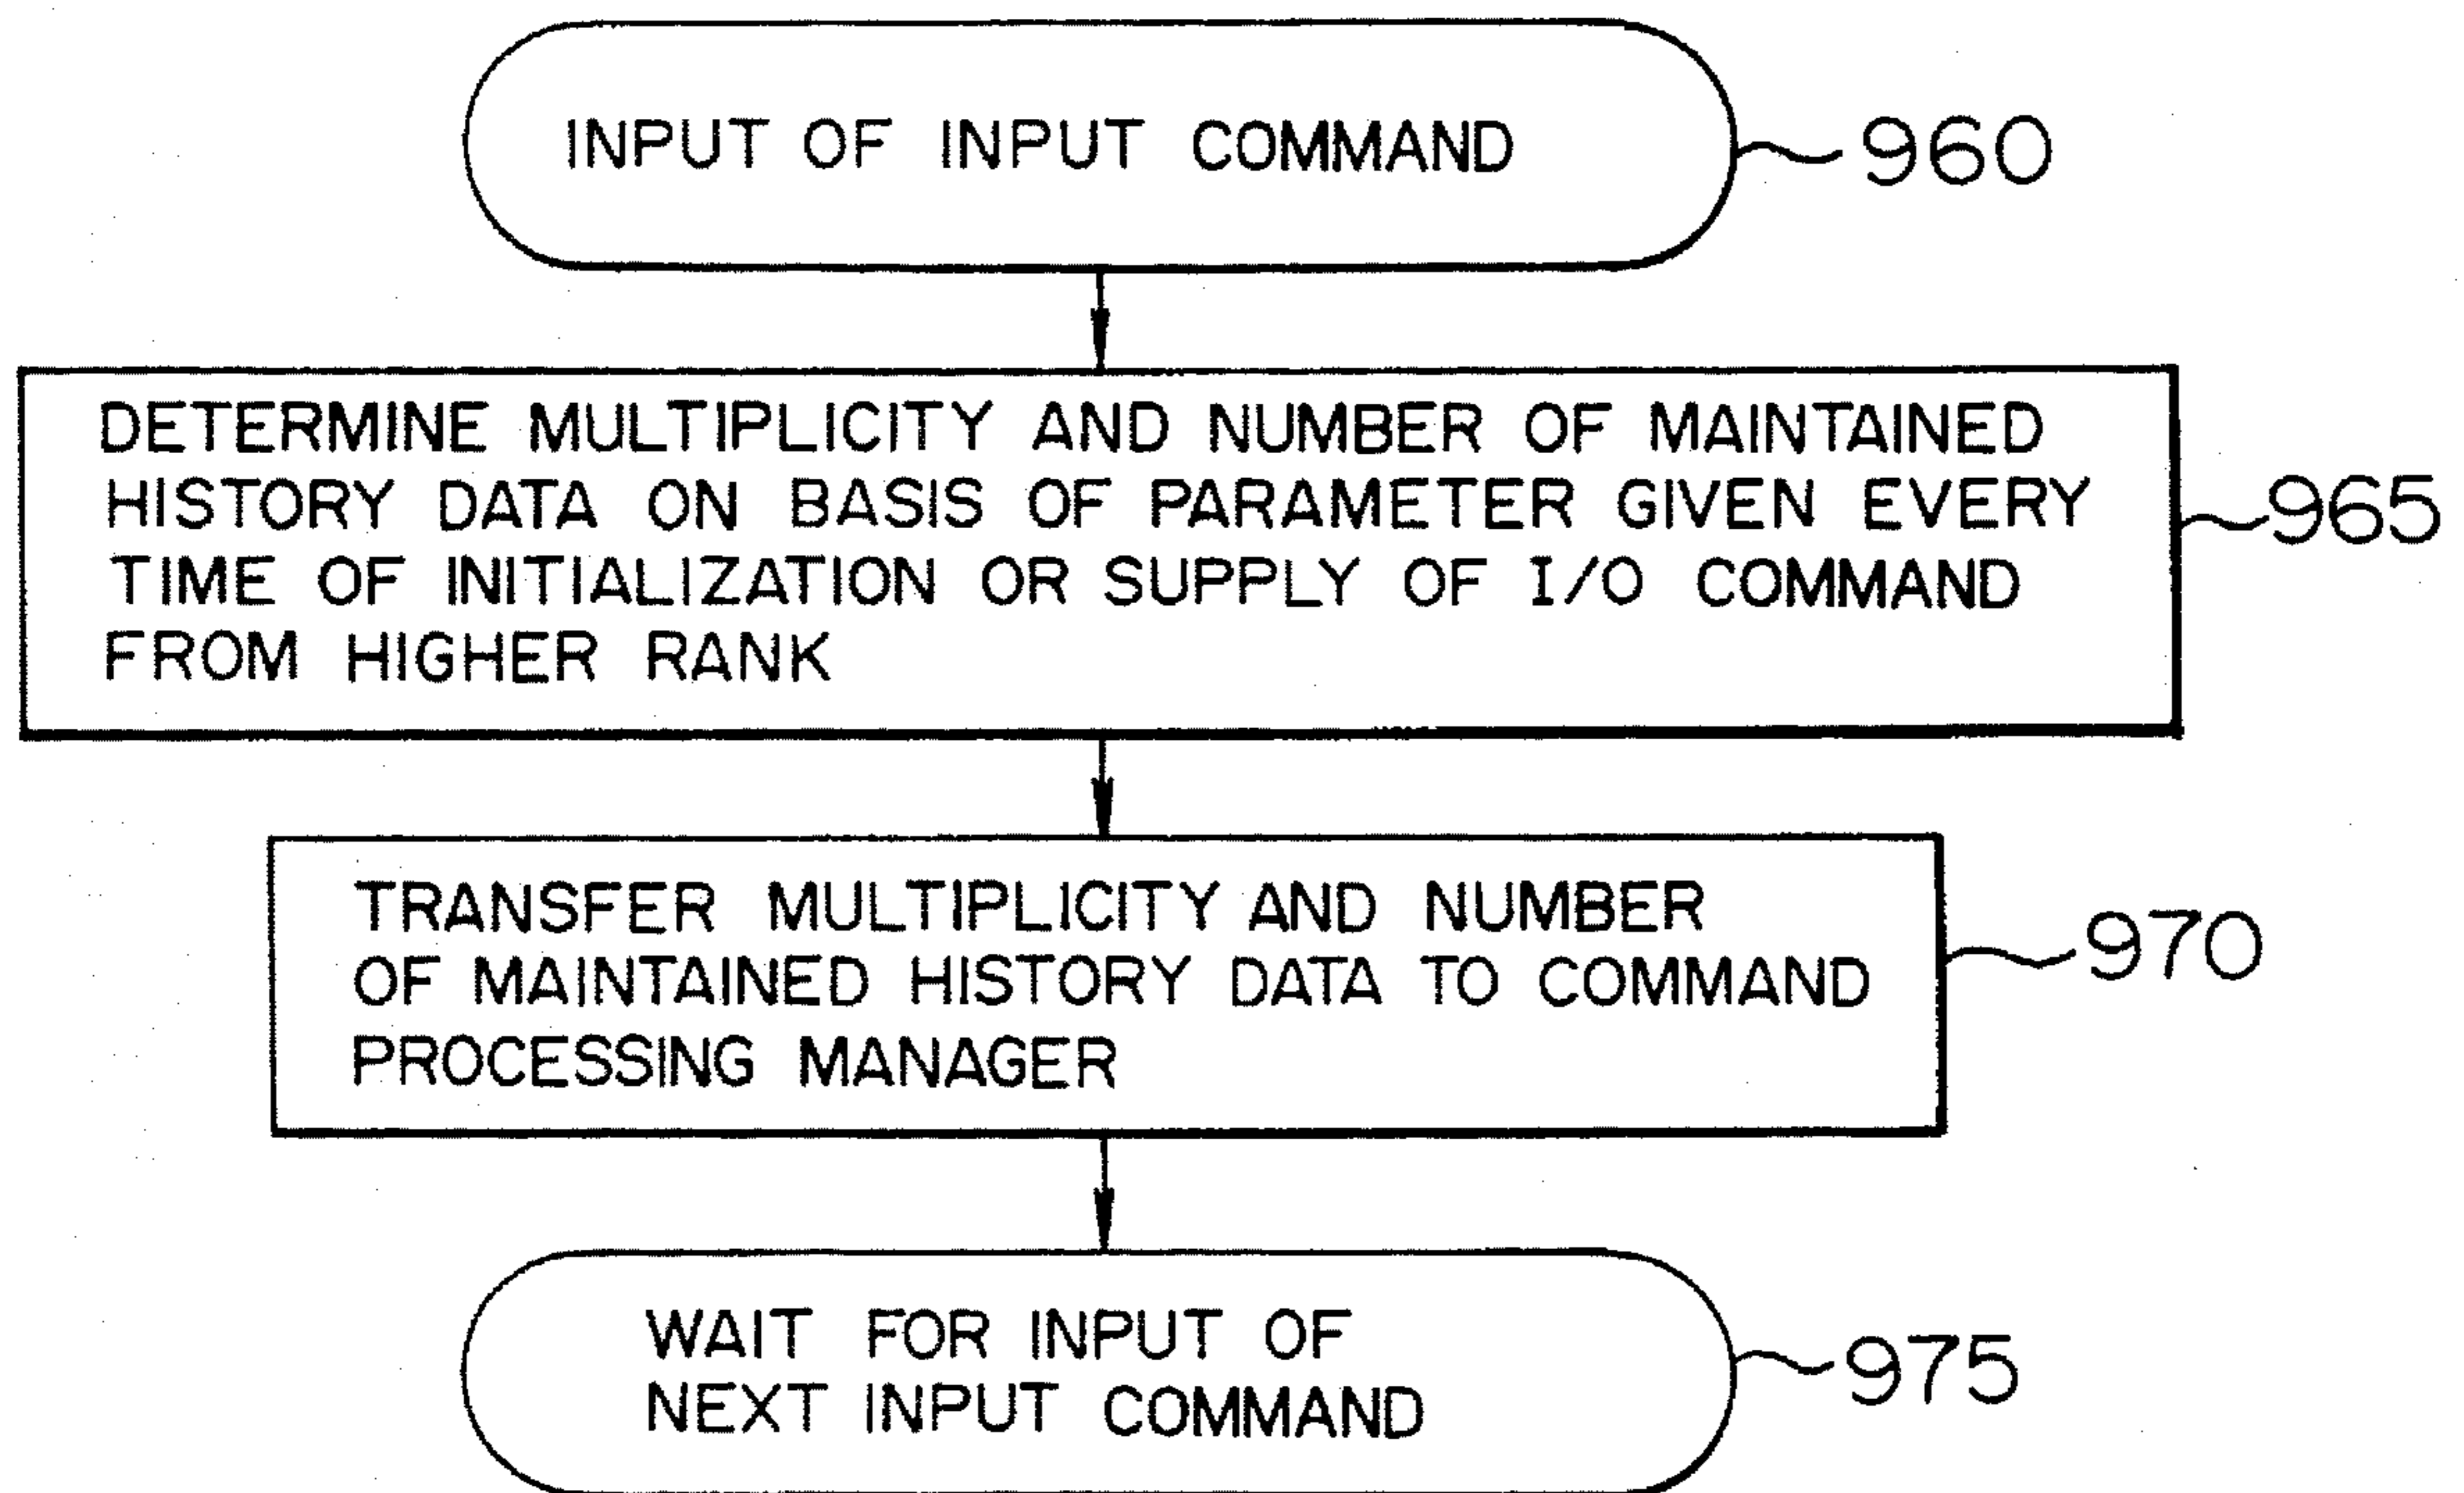 INPUT OF INPUT COMMAND
960
DETERMINE MULTIPLICITY AND NUMBER OF MAINTAINED
HISTORY DATA ON BASIS OF PARAMETER GIVEN EVERY
TIME OF INITIALIZATION OR SUPPLY OF I/O COMMAND
FROM HIGHER RANK
965
TRANSFER MULTIPLICITY AND NUMBER
OF MAINTAINED HISTORY DATA TO COMMAND
PROCESSING MANAGER
970
WAIT FOR INPUT OF
NEXT INPUT COMMAND
975